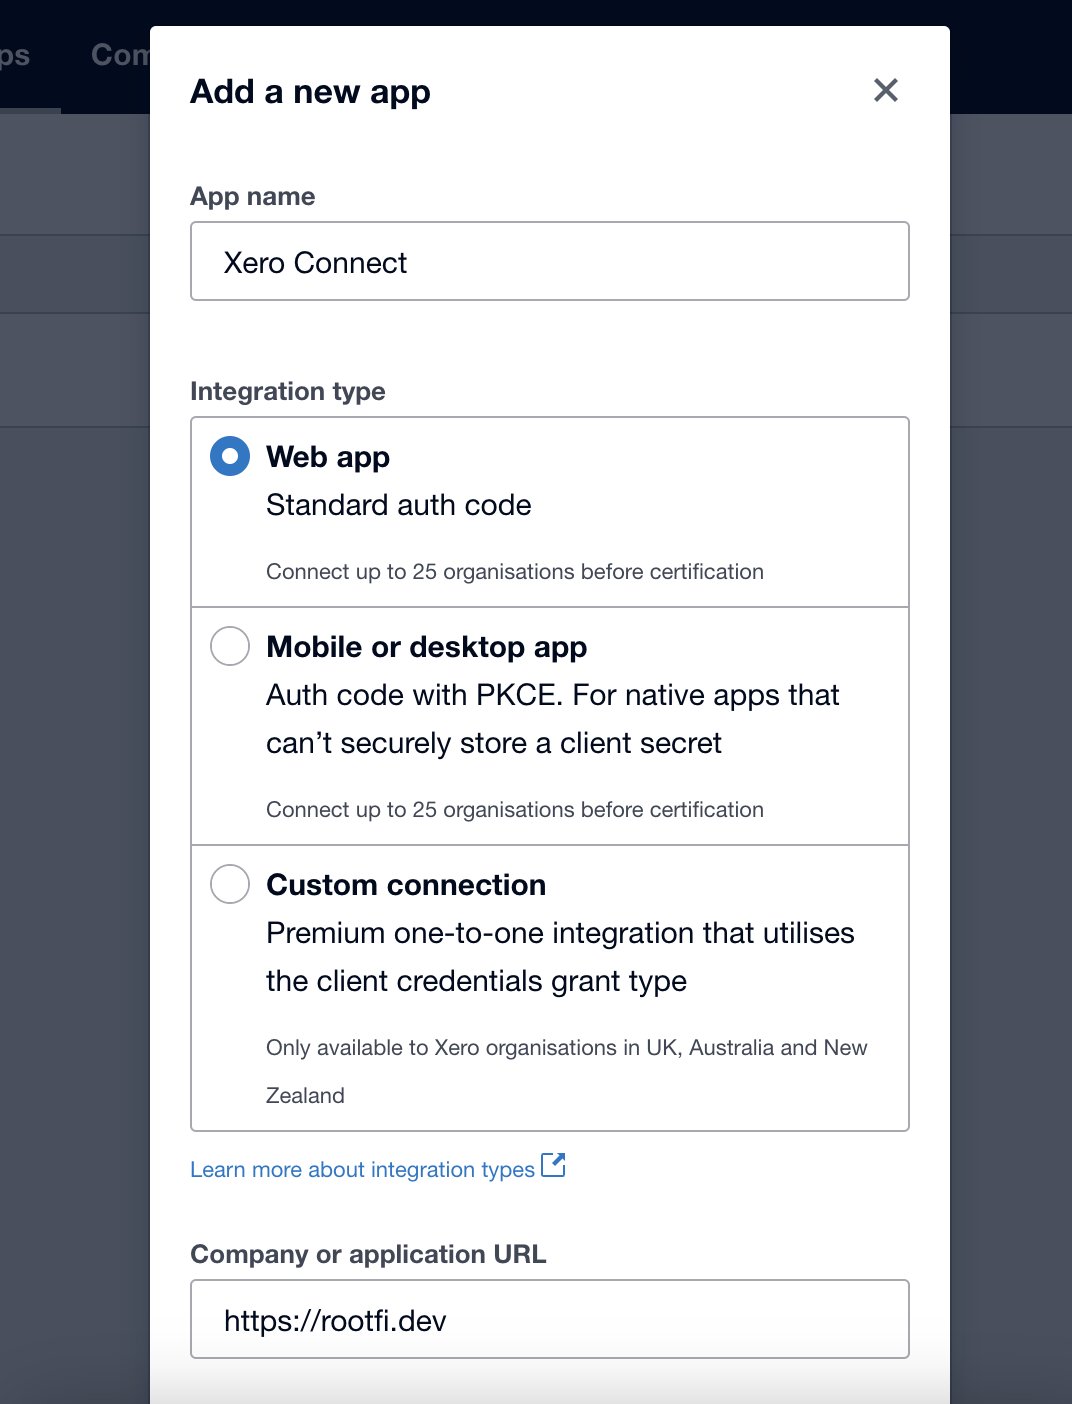 ps
Com
Add a new app
App name
Xero Connect
Integration type
Web app
Standard auth code
Connect up to 25 organisations before certification
Mobile or desktop app
Auth code with PKCE. For native apps that
can’t securely store a client secret
Connect up to 25 organisations before certification
Custom connection
Premium one-to-one integration that utilises
the client credentials grant type
Only available to Xero organisations in UK, Australia and New
Zealand
Learn more about integration types
Company or application URL
https://rootfi.dev